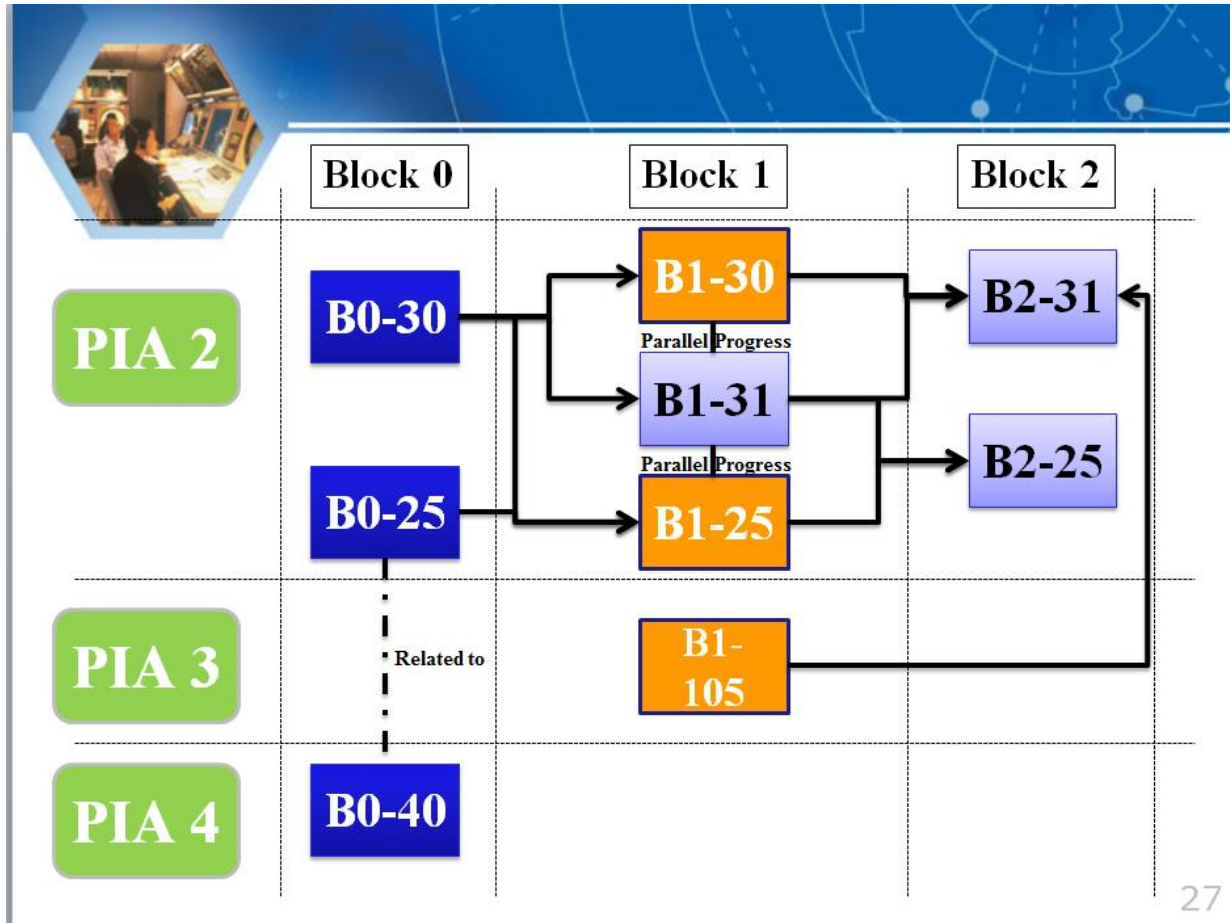 Block 0
Block 1
Block 2
PIA 2
B0-30
B1-30
B2-31
Parallel Progress
B1-31
Parallel Progress
B2-25
B0-25
B1-25
PIA 3
Related to
B1-
105
PIA 4
B0-40
27